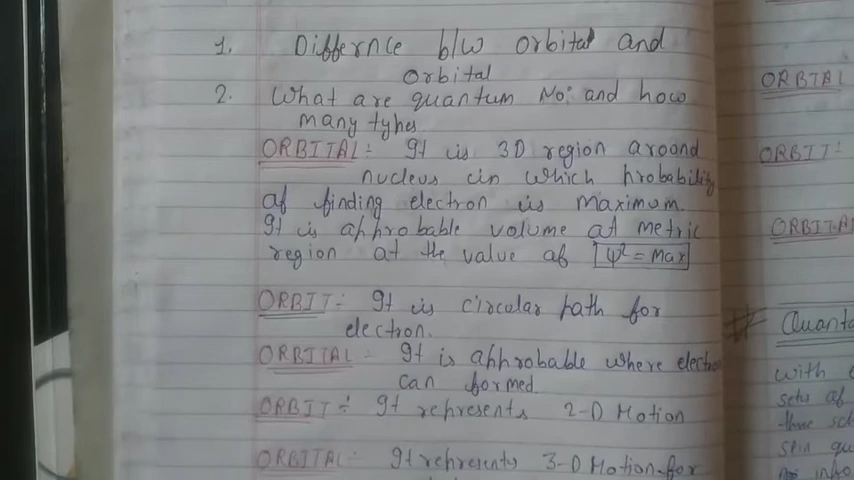 1. Differnce b/w orbital and
orbital
2. What are quantum No: and how
many types
ORBITAL:- It is 3D region around
nucleus in which probability
of finding electron is maximum.
It is approbable volume at metric
region at the value of Ψ² = Max
ORBIT:- It is circular path for
electron.
ORBITAL - It is approbable where electron
can formed.
ORBIT:- It represents 2-D Motion
ORBITAL:- It represents 3-D Motion for
ORBTAL
ORBIT:-
ORBITAL
# Quant
with
sets of
spin qu